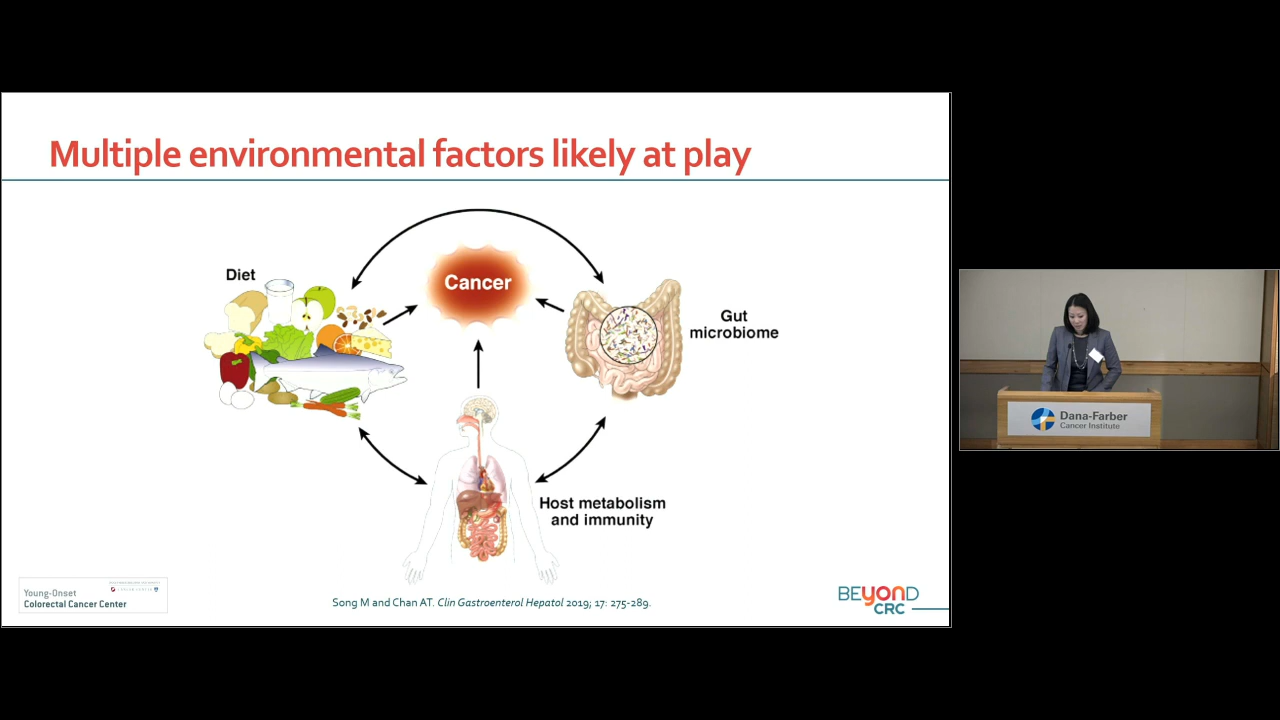 Multiple environmental factors likely at play
Diet
Cancer
Gut
microbiome
Host metabolism
and immunity
Young-Onset
Colorectal Cancer Center
Song M and Chan AT. Clin Gastroenterol Hepatol 2019; 17: 275-289.
BEYOND
CRC
Dana-Farber
Cancer Institute